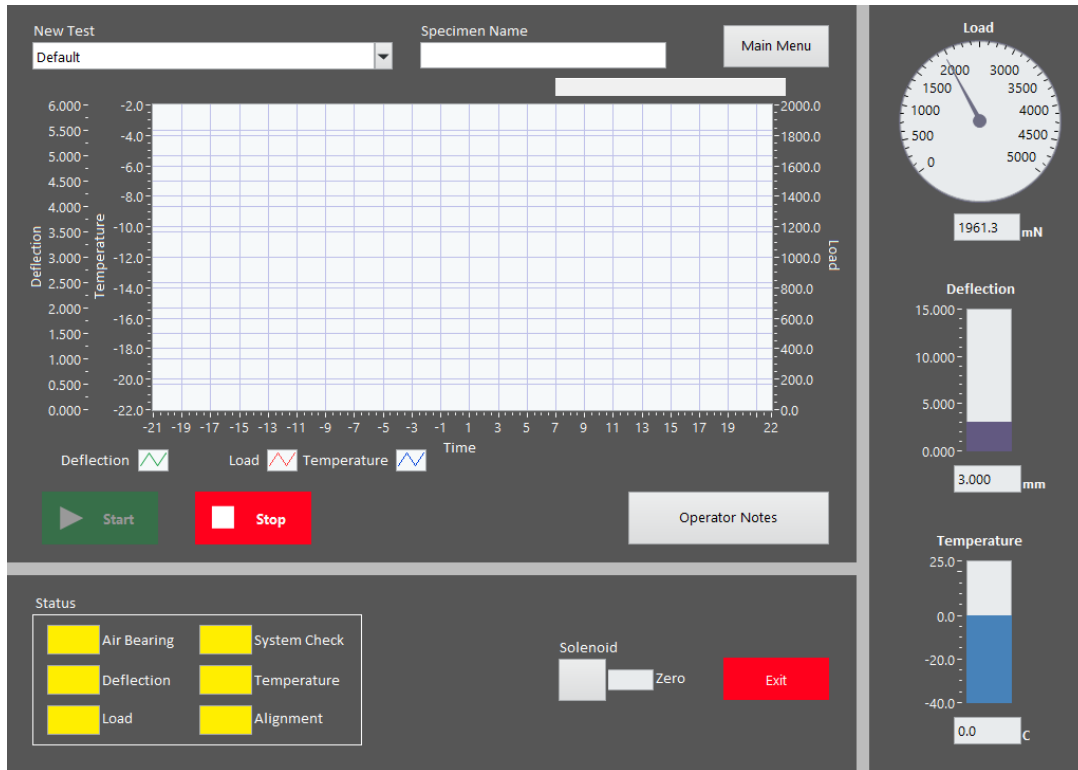 New Test
Specimen Name
Default
Main Menu
6.000
5.500
5.000
4.500
4.000
3.500
3.000
2.500
2.000
1.500
1.000
0.500
0.000
Deflection
-2.0
-4.0
-6.0
-8.0
-10.0
-12.0
-14.0
-16.0
-18.0
-20.0
-22.0
Temperature
2000.0
1800.0
1600.0
1400.0
1200.0
1000.0
800.0
600.0
400.0
200.0
0.0
Load
-21 -19 -17 -15 -13 -11 -9 -7 -5 -3 -1 1 3 5 7 9 11 13 15 17 19 22
Time
Deflection Load Temperature
Start
Stop
Operator Notes
Status
Air Bearing System Check
Deflection Temperature
Load Alignment
Solenoid
Zero
Exit
Load
0
500
1000
1500
2000
3000
3500
4000
4500
5000
1961.3 mN
Deflection
15.000
10.000
5.000
0.000
3.000 mm
Temperature
25.0
0.0
-20.0
-40.0
0.0 C